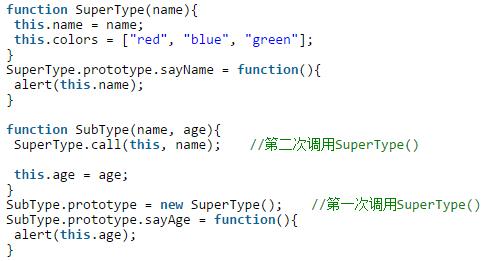 function SuperType(name){
 this.name = name;
 this.colors = ["red", "blue", "green"];
}
SuperType.prototype.sayName = function(){
 alert(this.name);
}
function SubType(name, age){
 SuperType.call(this, name);    //第二次调用SuperType()
 this.age = age;
}
SubType.prototype = new SuperType();    //第一次调用SuperType()
SubType.prototype.sayAge = function(){
 alert(this.age);
}